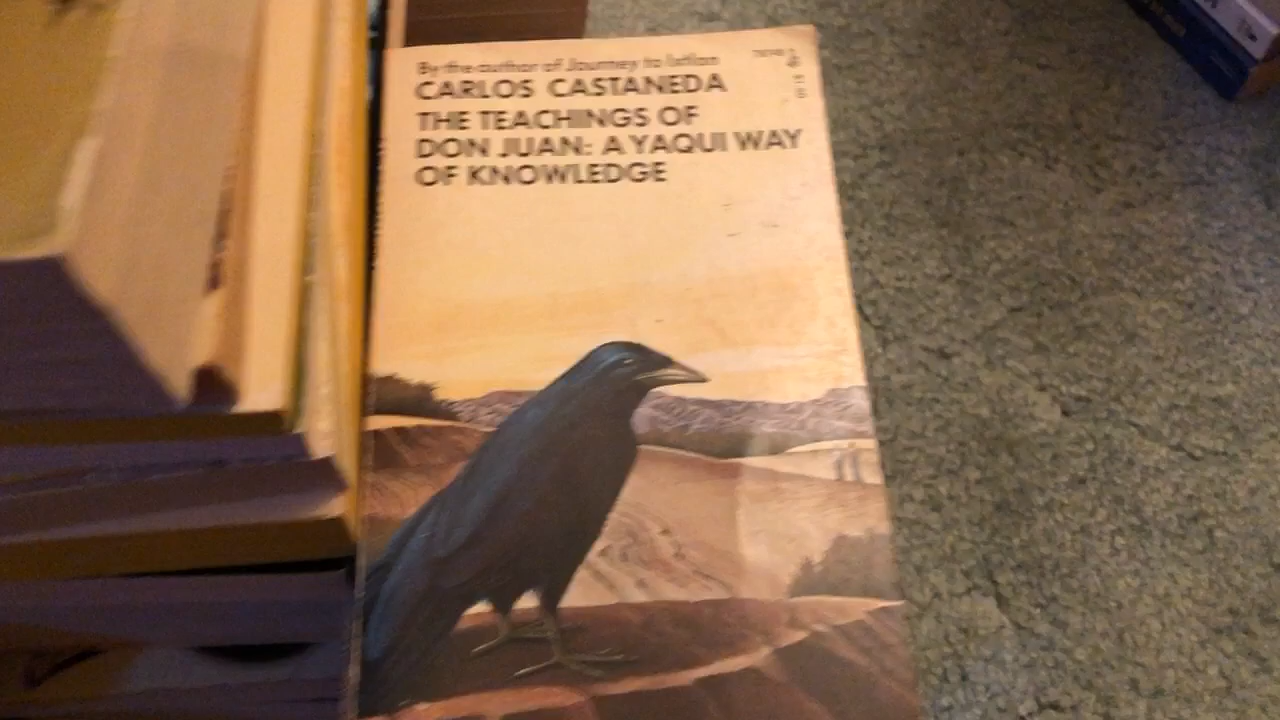 By the author of Journey to Ixtlan
CARLOS CASTANEDA
THE TEACHINGS OF
DON JUAN: A YAQUI WAY
OF KNOWLEDGE